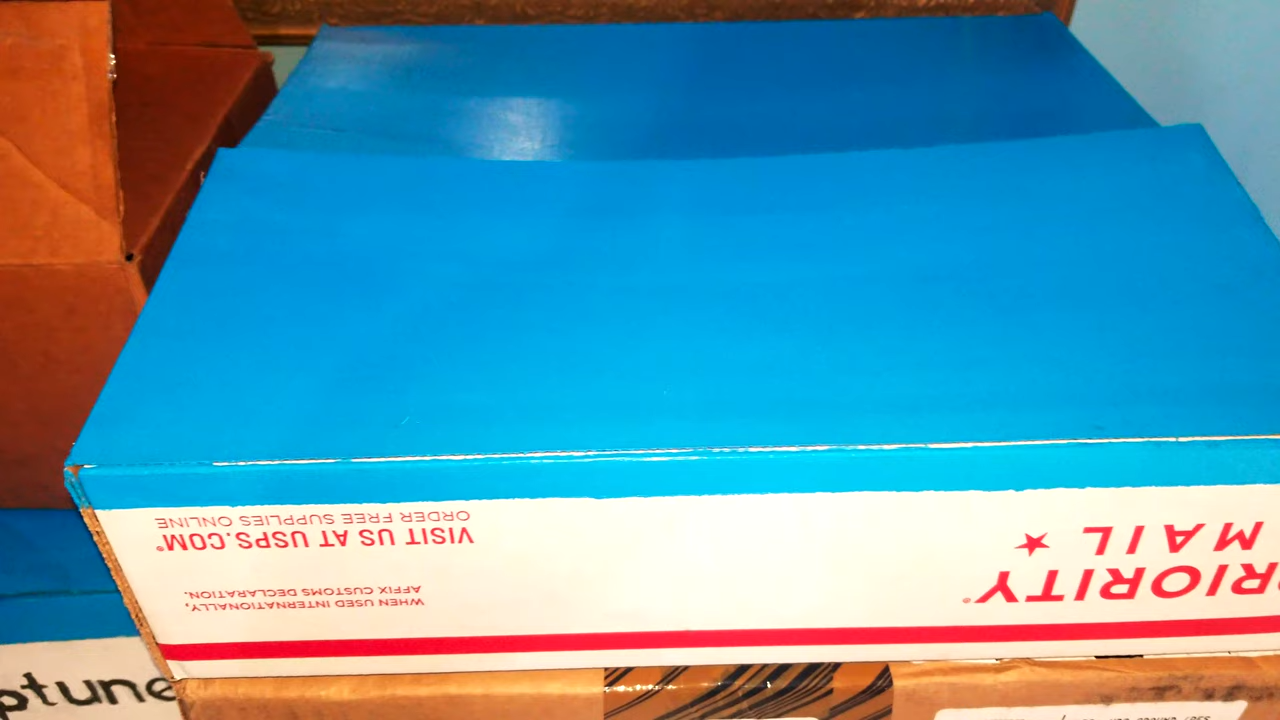 PRIORITY
MAIL ★
WHEN USED INTERNATIONALLY,
AFFIX CUSTOMS DECLARATION.
VISIT US AT USPS.COM®
ORDER FREE SUPPLIES ONLINE
ptune